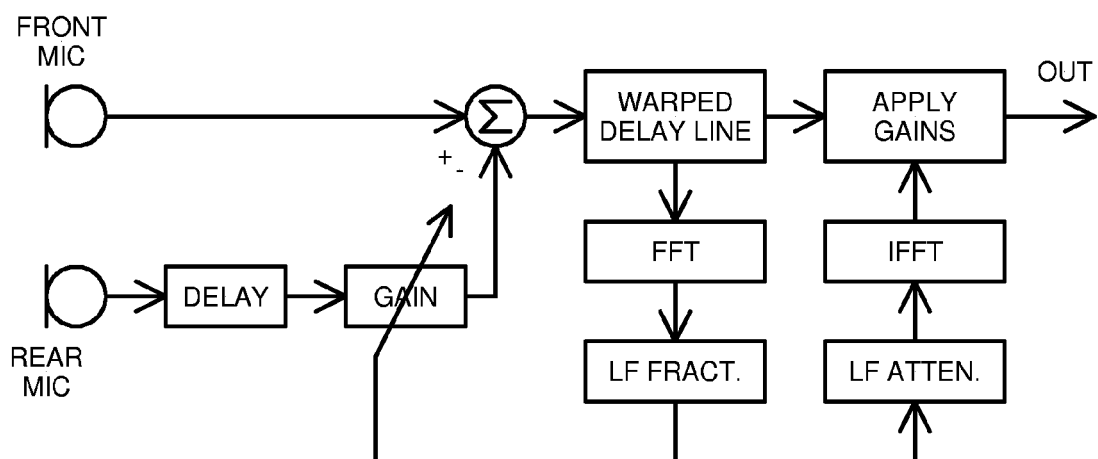 FRONT
MIC
OUT
Σ
WARPED
DELAY LINE
APPLY
GAINS
+
-
FFT
IFFT
DELAY
GAIN
REAR
MIC
LF FRACT.
LF ATTEN.